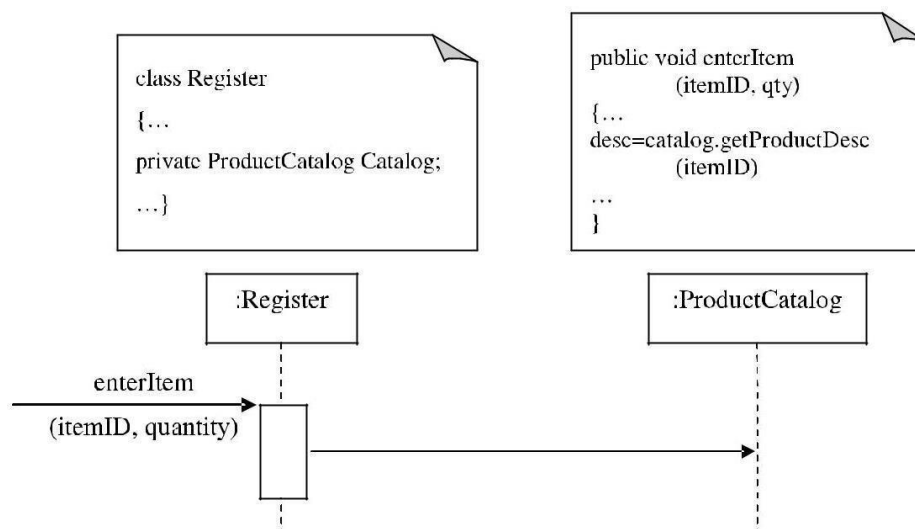 class Register
{…
private ProductCatalog Catalog;
…}
public void enterItem
(itemID, qty)
{…
desc=catalog.getProductDesc
(itemID)
…
}
:Register
:ProductCatalog
enterItem
(itemID, quantity)